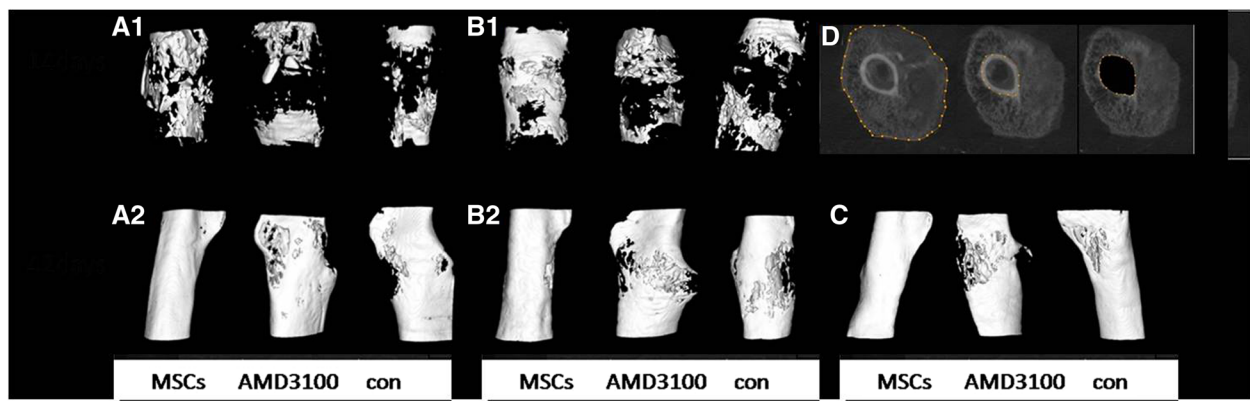 A1 B1 D
A2 B2 C
MSCs AMD3100 con MSCs AMD3100 con MSCs AMD3100 con